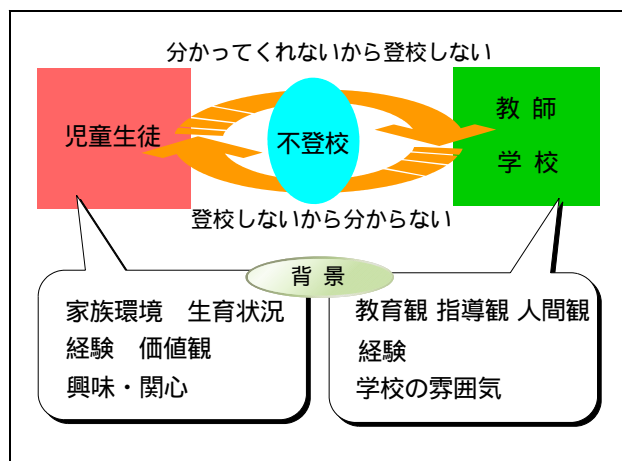 分かってくれないから登校しない
児童生徒
不登校
教 師
学 校
登校しないから分からない
背 景
家族環境　生育状況
経験　価値観
興味・関心
教育観 指導観 人間観
経験
学校の雰囲気